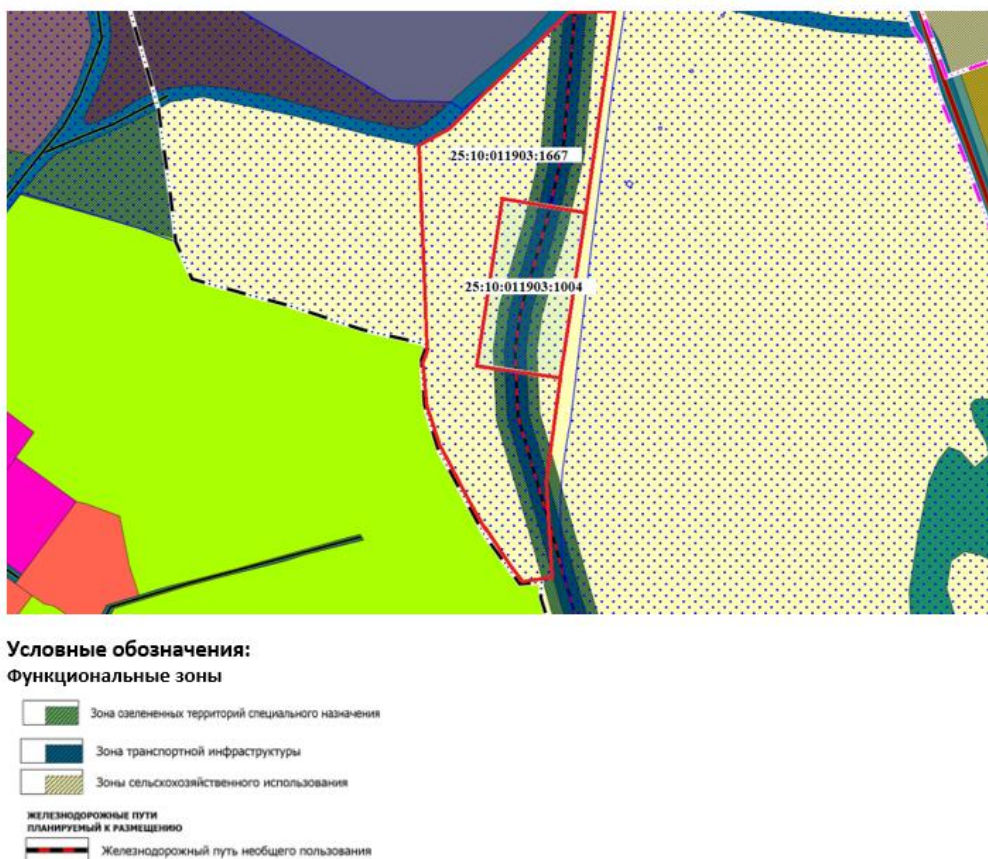 25:10:011903:1667
25:10:011903:1004
Условные обозначения:
Функциональные зоны
Зона озелененных территорий специального назначения
Зона транспортной инфраструктуры
Зоны сельскохозяйственного использования
ЖЕЛЕЗНОДОРОЖНЫЕ ПУТИ
ПЛАНИРУЕМЫЙ К РАЗМЕЩЕНИЮ
Железнодорожный путь необщего пользования